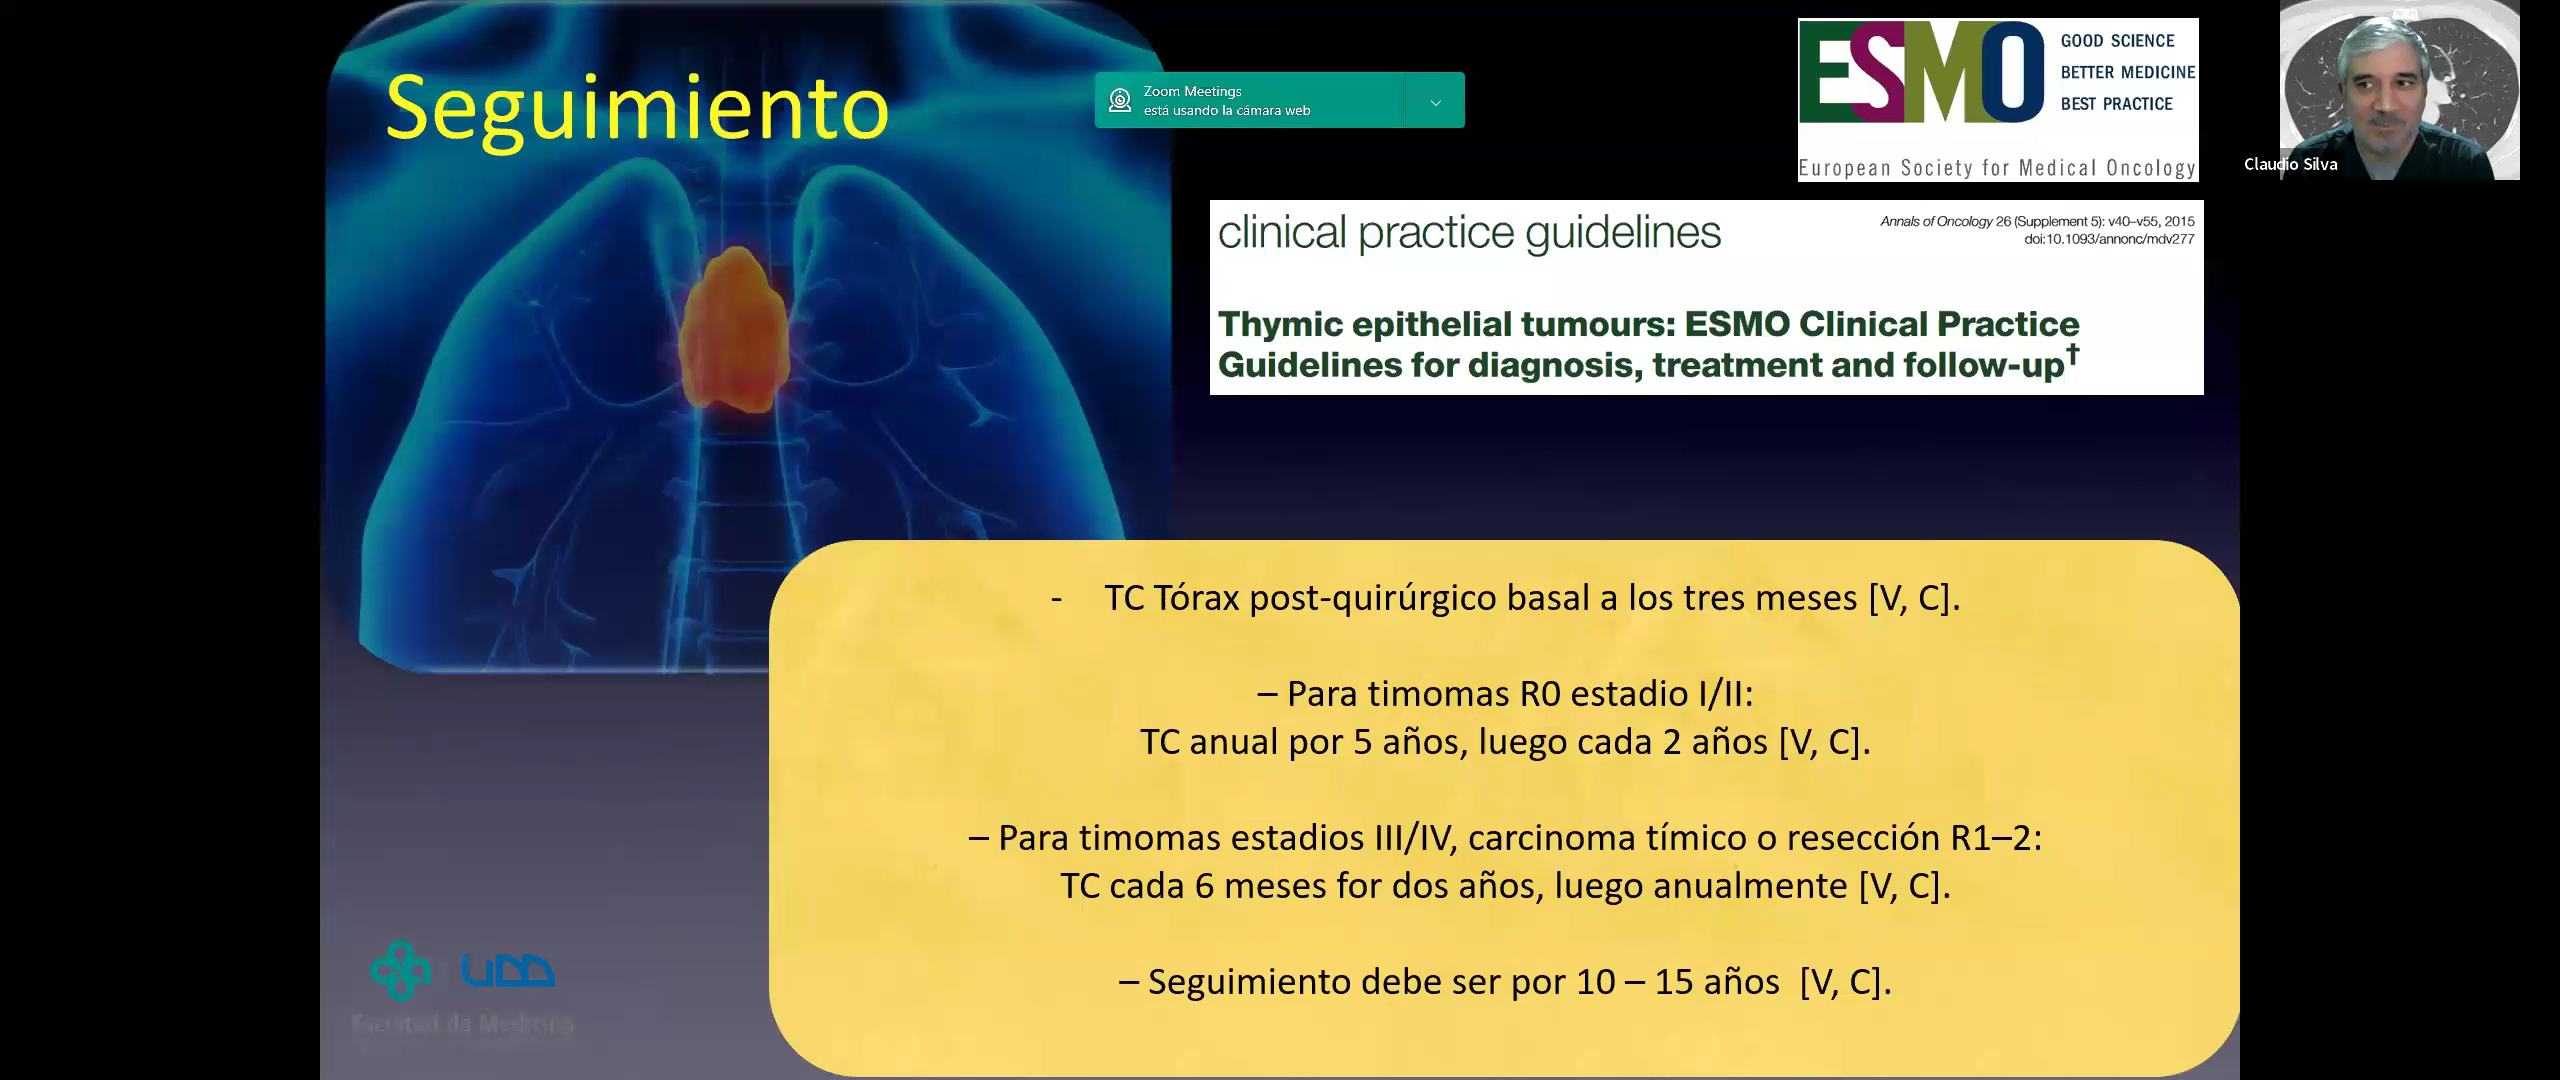 Seguimiento
Zoom Meetings
está usando la cámara web
ESMO
GOOD SCIENCE
BETTER MEDICINE
BEST PRACTICE
European Society for Medical Oncology
Claudio Silva
clinical practice guidelines
Annals of Oncology 26 (Supplement 5): v40–v55, 2015
doi:10.1093/annonc/mdv277
Thymic epithelial tumours: ESMO Clinical Practice
Guidelines for diagnosis, treatment and follow-up†
- TC Tórax post-quirúrgico basal a los tres meses [V, C].
– Para timomas R0 estadio I/II:
TC anual por 5 años, luego cada 2 años [V, C].
– Para timomas estadios III/IV, carcinoma tímico o resección R1–2:
TC cada 6 meses for dos años, luego anualmente [V, C].
– Seguimiento debe ser por 10 – 15 años [V, C].
UDD
Facultad de Medicina